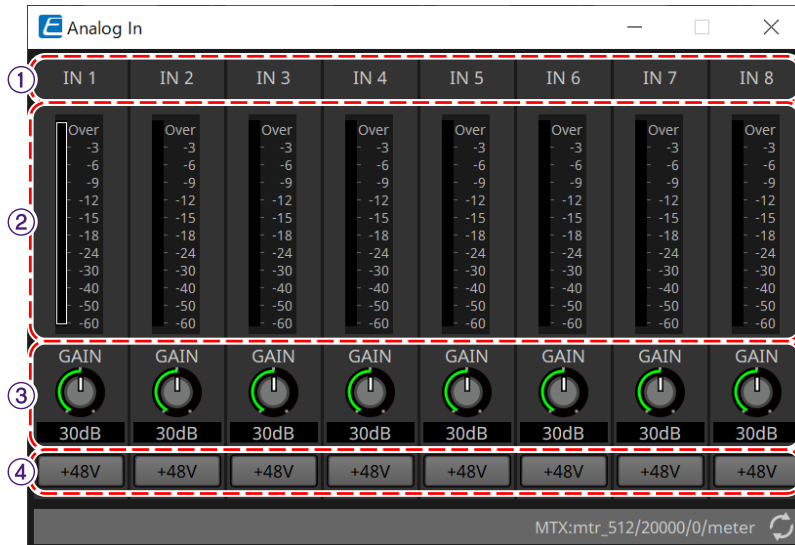 Analog In
① IN 1 IN 2 IN 3 IN 4 IN 5 IN 6 IN 7 IN 8
Over Over Over Over Over Over Over Over
-3 -3 -3 -3 -3 -3 -3 -3
-6 -6 -6 -6 -6 -6 -6 -6
-9 -9 -9 -9 -9 -9 -9 -9
-12 -12 -12 -12 -12 -12 -12 -12
② -15 -15 -15 -15 -15 -15 -15 -15
-18 -18 -18 -18 -18 -18 -18 -18
-24 -24 -24 -24 -24 -24 -24 -24
-30 -30 -30 -30 -30 -30 -30 -30
-40 -40 -40 -40 -40 -40 -40 -40
-50 -50 -50 -50 -50 -50 -50 -50
-60 -60 -60 -60 -60 -60 -60 -60
GAIN GAIN GAIN GAIN GAIN GAIN GAIN GAIN
③
30dB 30dB 30dB 30dB 30dB 30dB 30dB 30dB
④ +48V +48V +48V +48V +48V +48V +48V +48V
MTX:mtr_512/20000/0/meter